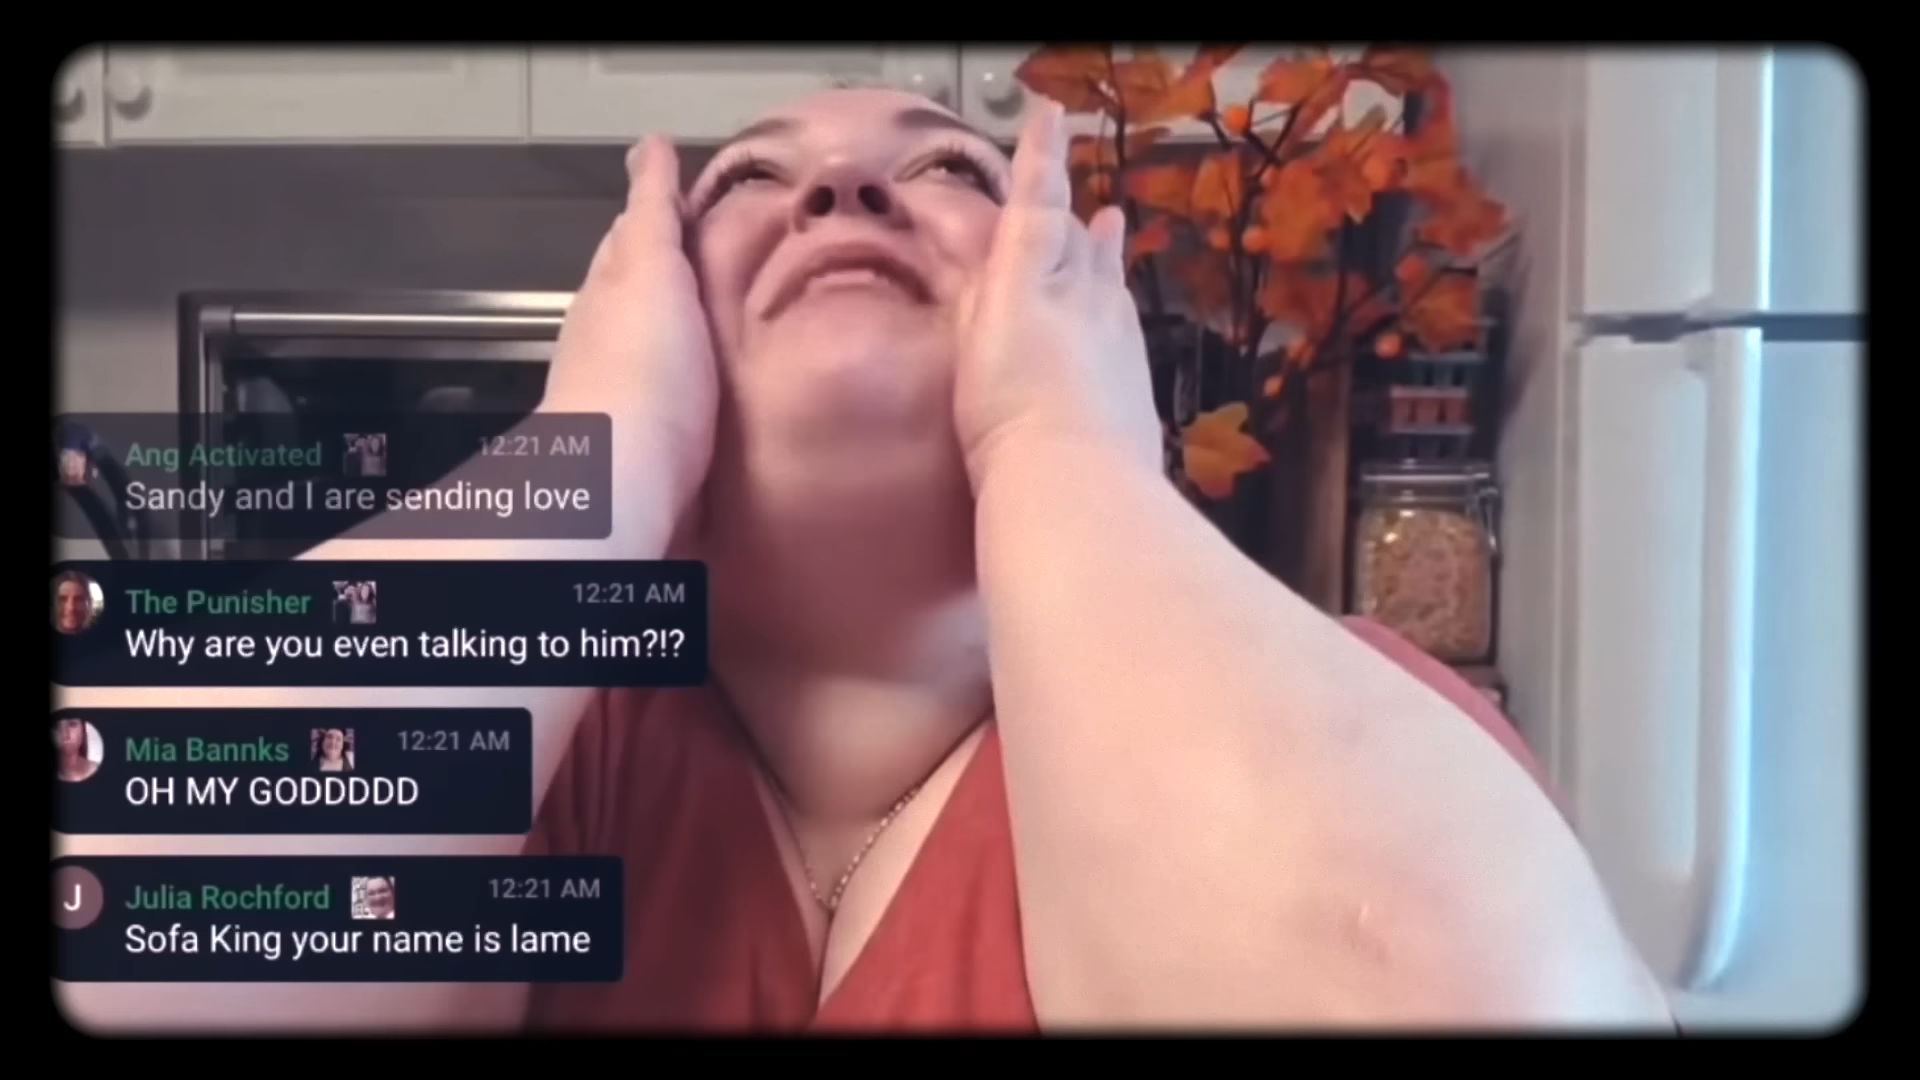 Ang Activated 12:21 AM
Sandy and I are sending love
The Punisher 12:21 AM
Why are you even talking to him?!?
Mia Bannks 12:21 AM
OH MY GODDDDD
J Julia Rochford 12:21 AM
Sofa King your name is lame